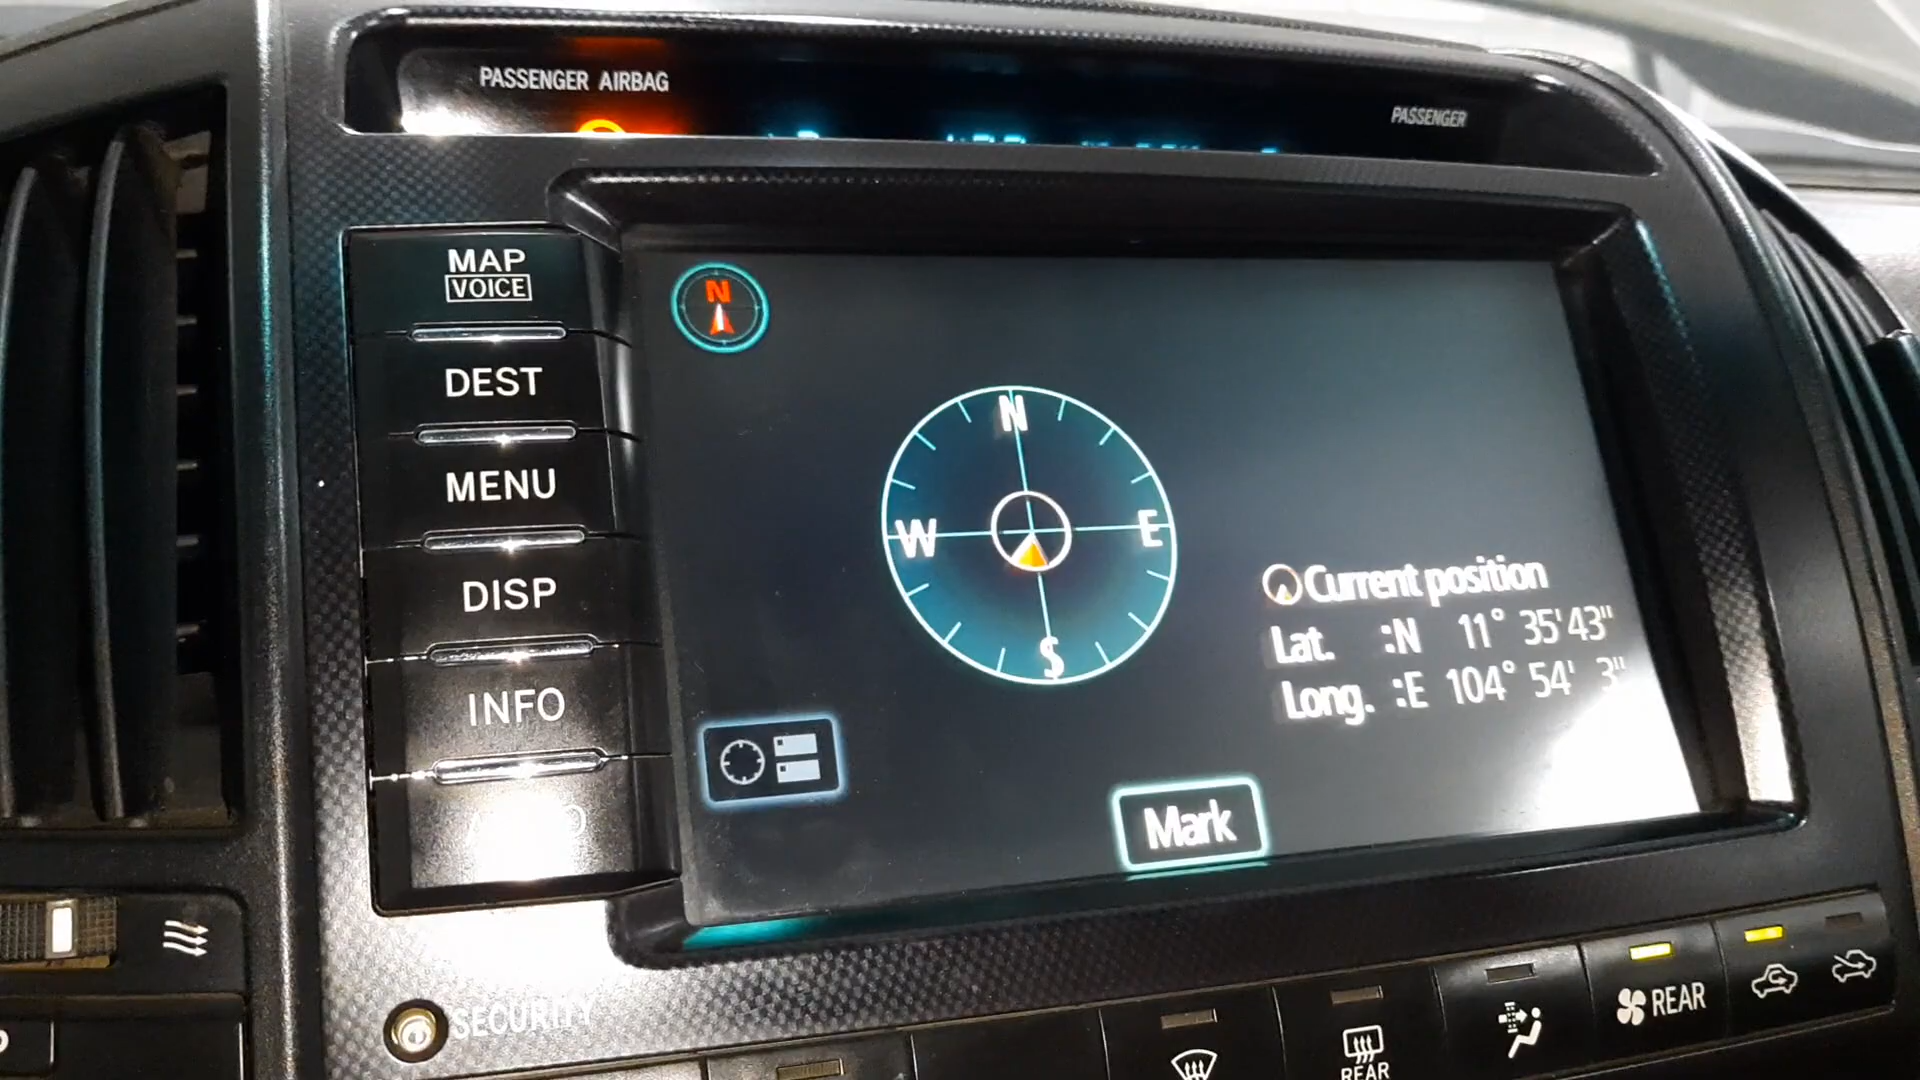 PASSENGER AIRBAG
PASSENGER
MAP
VOICE
DEST
MENU
DISP
INFO
N
N
W
E
S
Current position
Lat. :N 11° 35'43"
Long. :E 104° 54' 3"
Mark
SECURITY
REAR
REAR